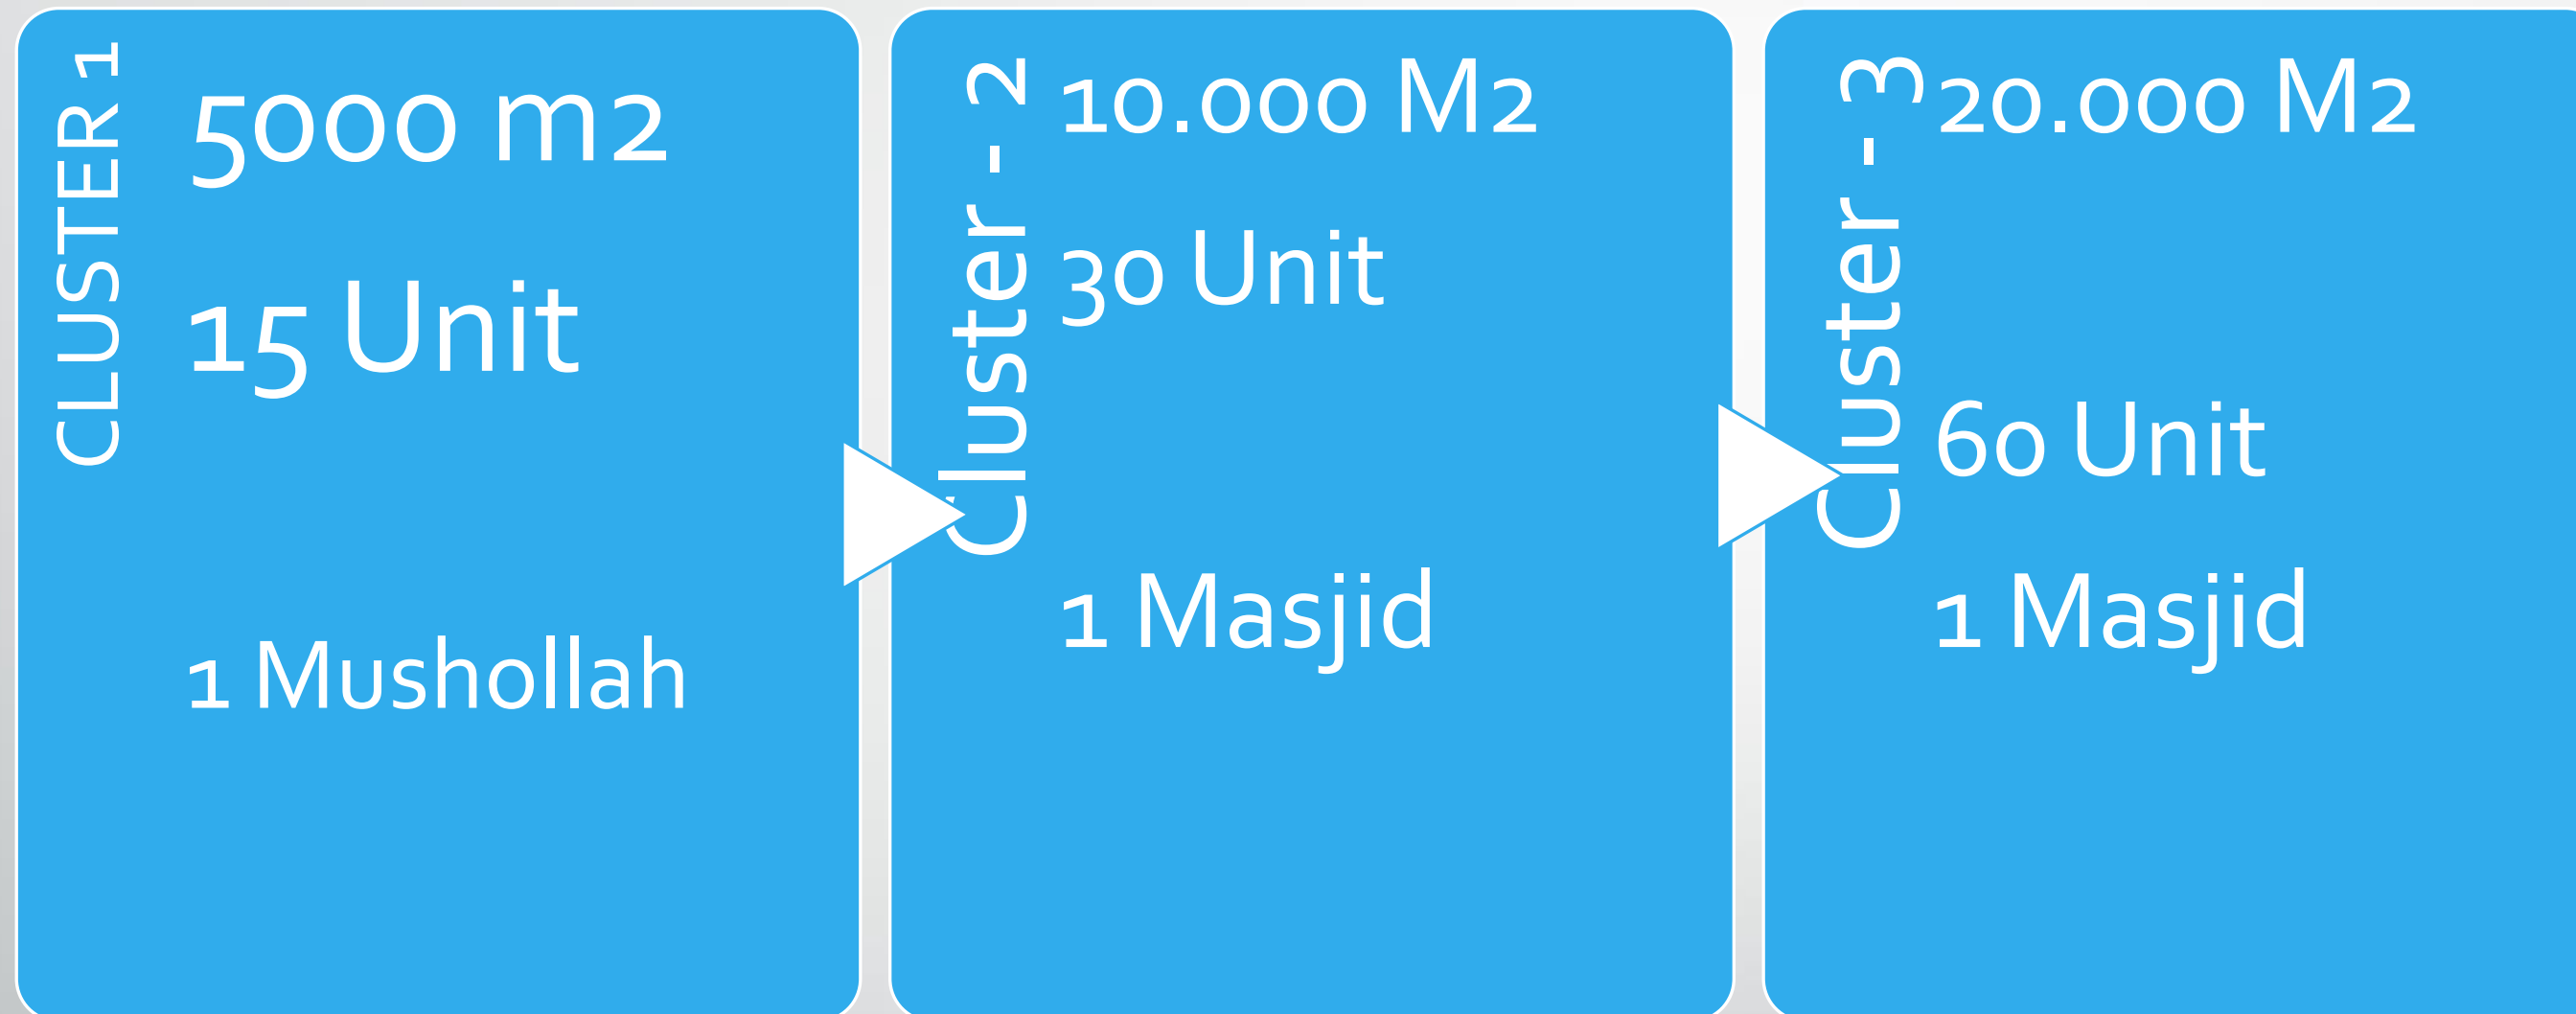 CLUSTER 1
5000 m2
15 Unit
1 Mushollah
Cluster - 2
10.000 M2
30 Unit
1 Masjid
Cluster - 3
20.000 M2
60 Unit
1 Masjid